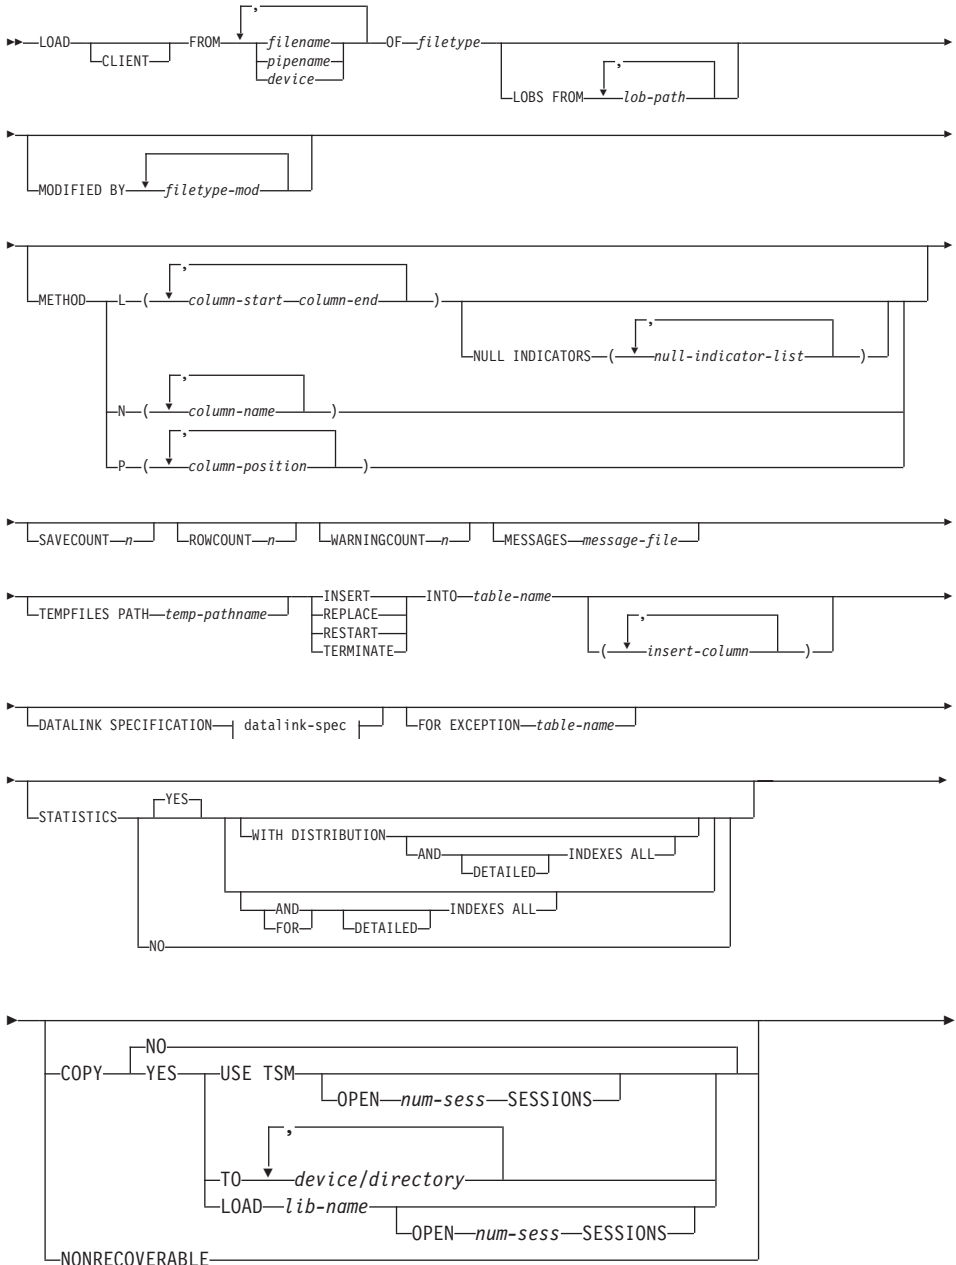 ,
LOAD CLIENT FROM filename OF filetype
pipename
device
LOBS FROM , lob-path
MODIFIED BY filetype-mod
METHOD L ( , column-start column-end )
NULL INDICATORS ( , null-indicator-list )
N ( , column-name )
P ( , column-position )
SAVECOUNT n ROWCOUNT n WARNINGCOUNT n MESSAGES message-file
TEMPFILES PATH temp-pathname INSERT INTO table-name
REPLACE
RESTART
TERMINATE
( , insert-column )
DATALINK SPECIFICATION datalink-spec FOR EXCEPTION table-name
STATISTICS YES
WITH DISTRIBUTION
AND DETAILED INDEXES ALL
AND INDEXES ALL
FOR DETAILED
NO
NO
COPY YES USE TSM
OPEN num-sess SESSIONS
,
TO device/directory
LOAD lib-name
OPEN num-sess SESSIONS
NONRECOVERABLE